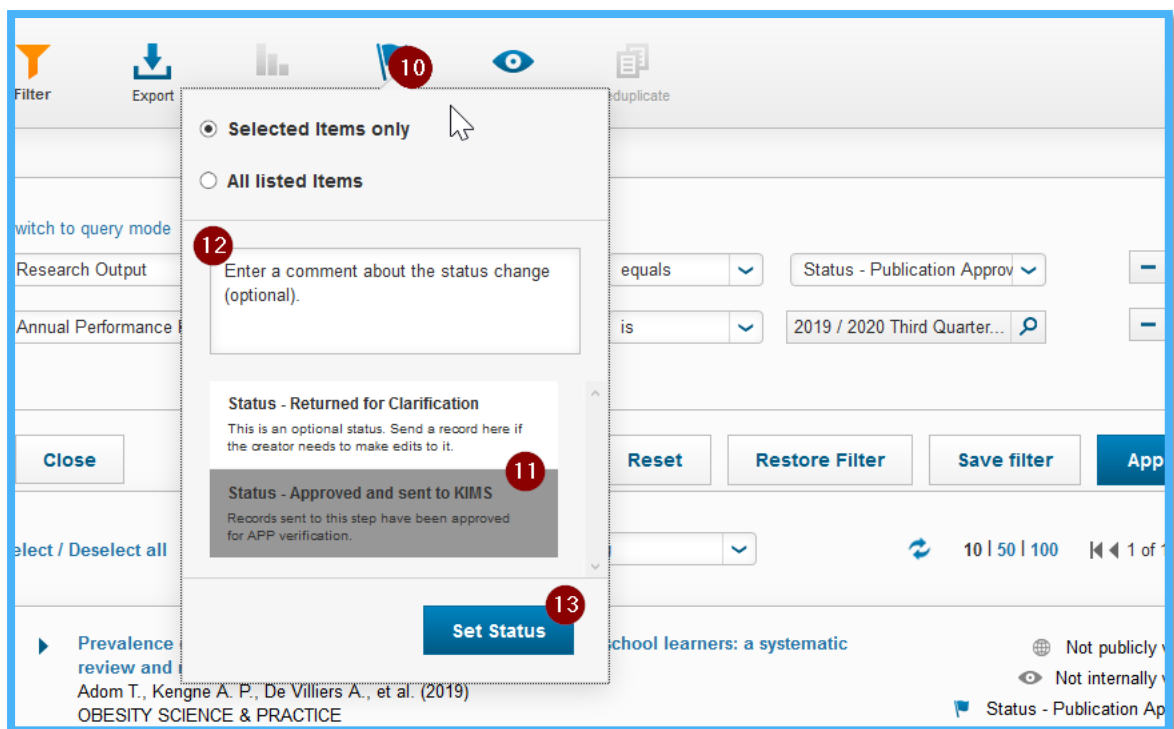 Filter
Export
10
eduplicate
Selected Items only
All listed Items
witch to query mode
12
Research Output
Enter a comment about the status change
(optional).
equals
Status - Publication Approv
Annual Performance
is
2019 / 2020 Third Quarter...
Status - Returned for Clarification
This is an optional status. Send a record here if
the creator needs to make edits to it.
Close
11
Reset
Restore Filter
Save filter
App
Status - Approved and sent to KIMS
Records sent to this step have been approved
for APP verification.
elect / Deselect all
10 | 50 | 100
1 of
13
Set Status
Prevalence
school learners: a systematic
review and
Not publicly
Adom T., Kengne A. P., De Villiers A., et al. (2019)
Not internally
OBESITY SCIENCE & PRACTICE
Status - Publication Ap